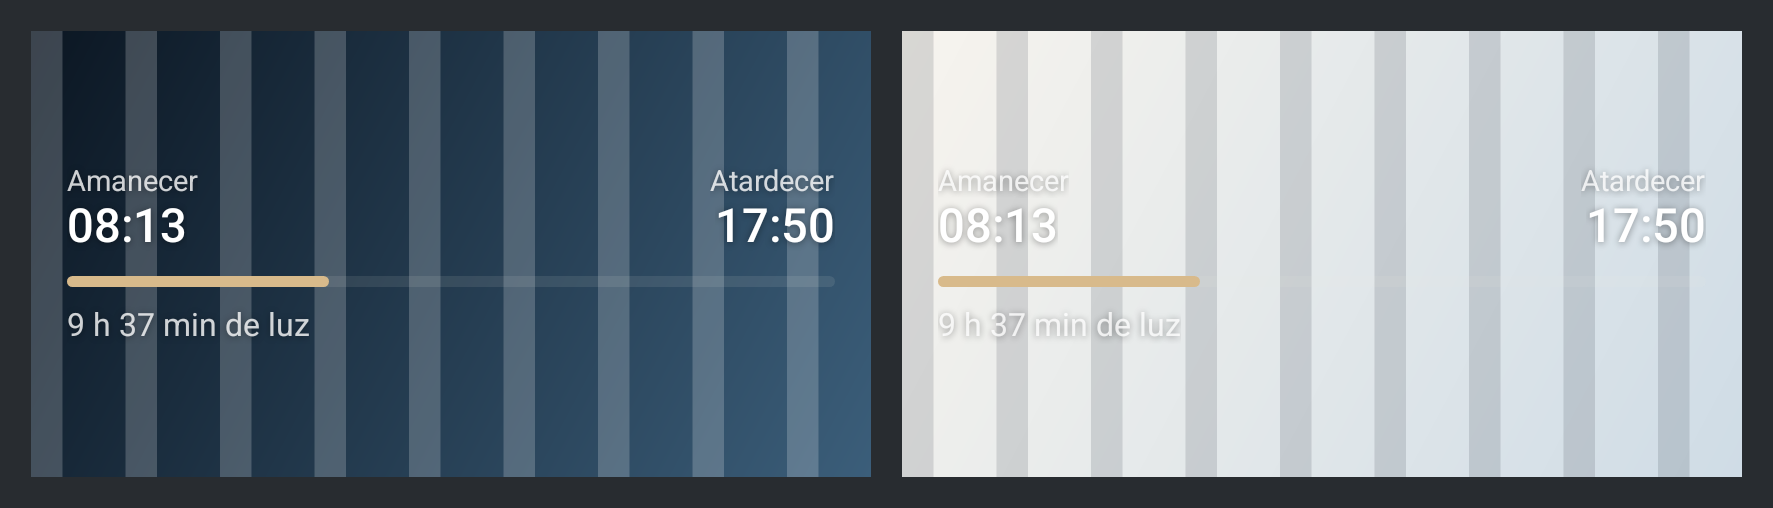 Amanecer
Atardecer
08:13
17:50
9 h 37 min de luz
Amanecer
Atardecer
08:13
17:50
9 h 37 min de luz